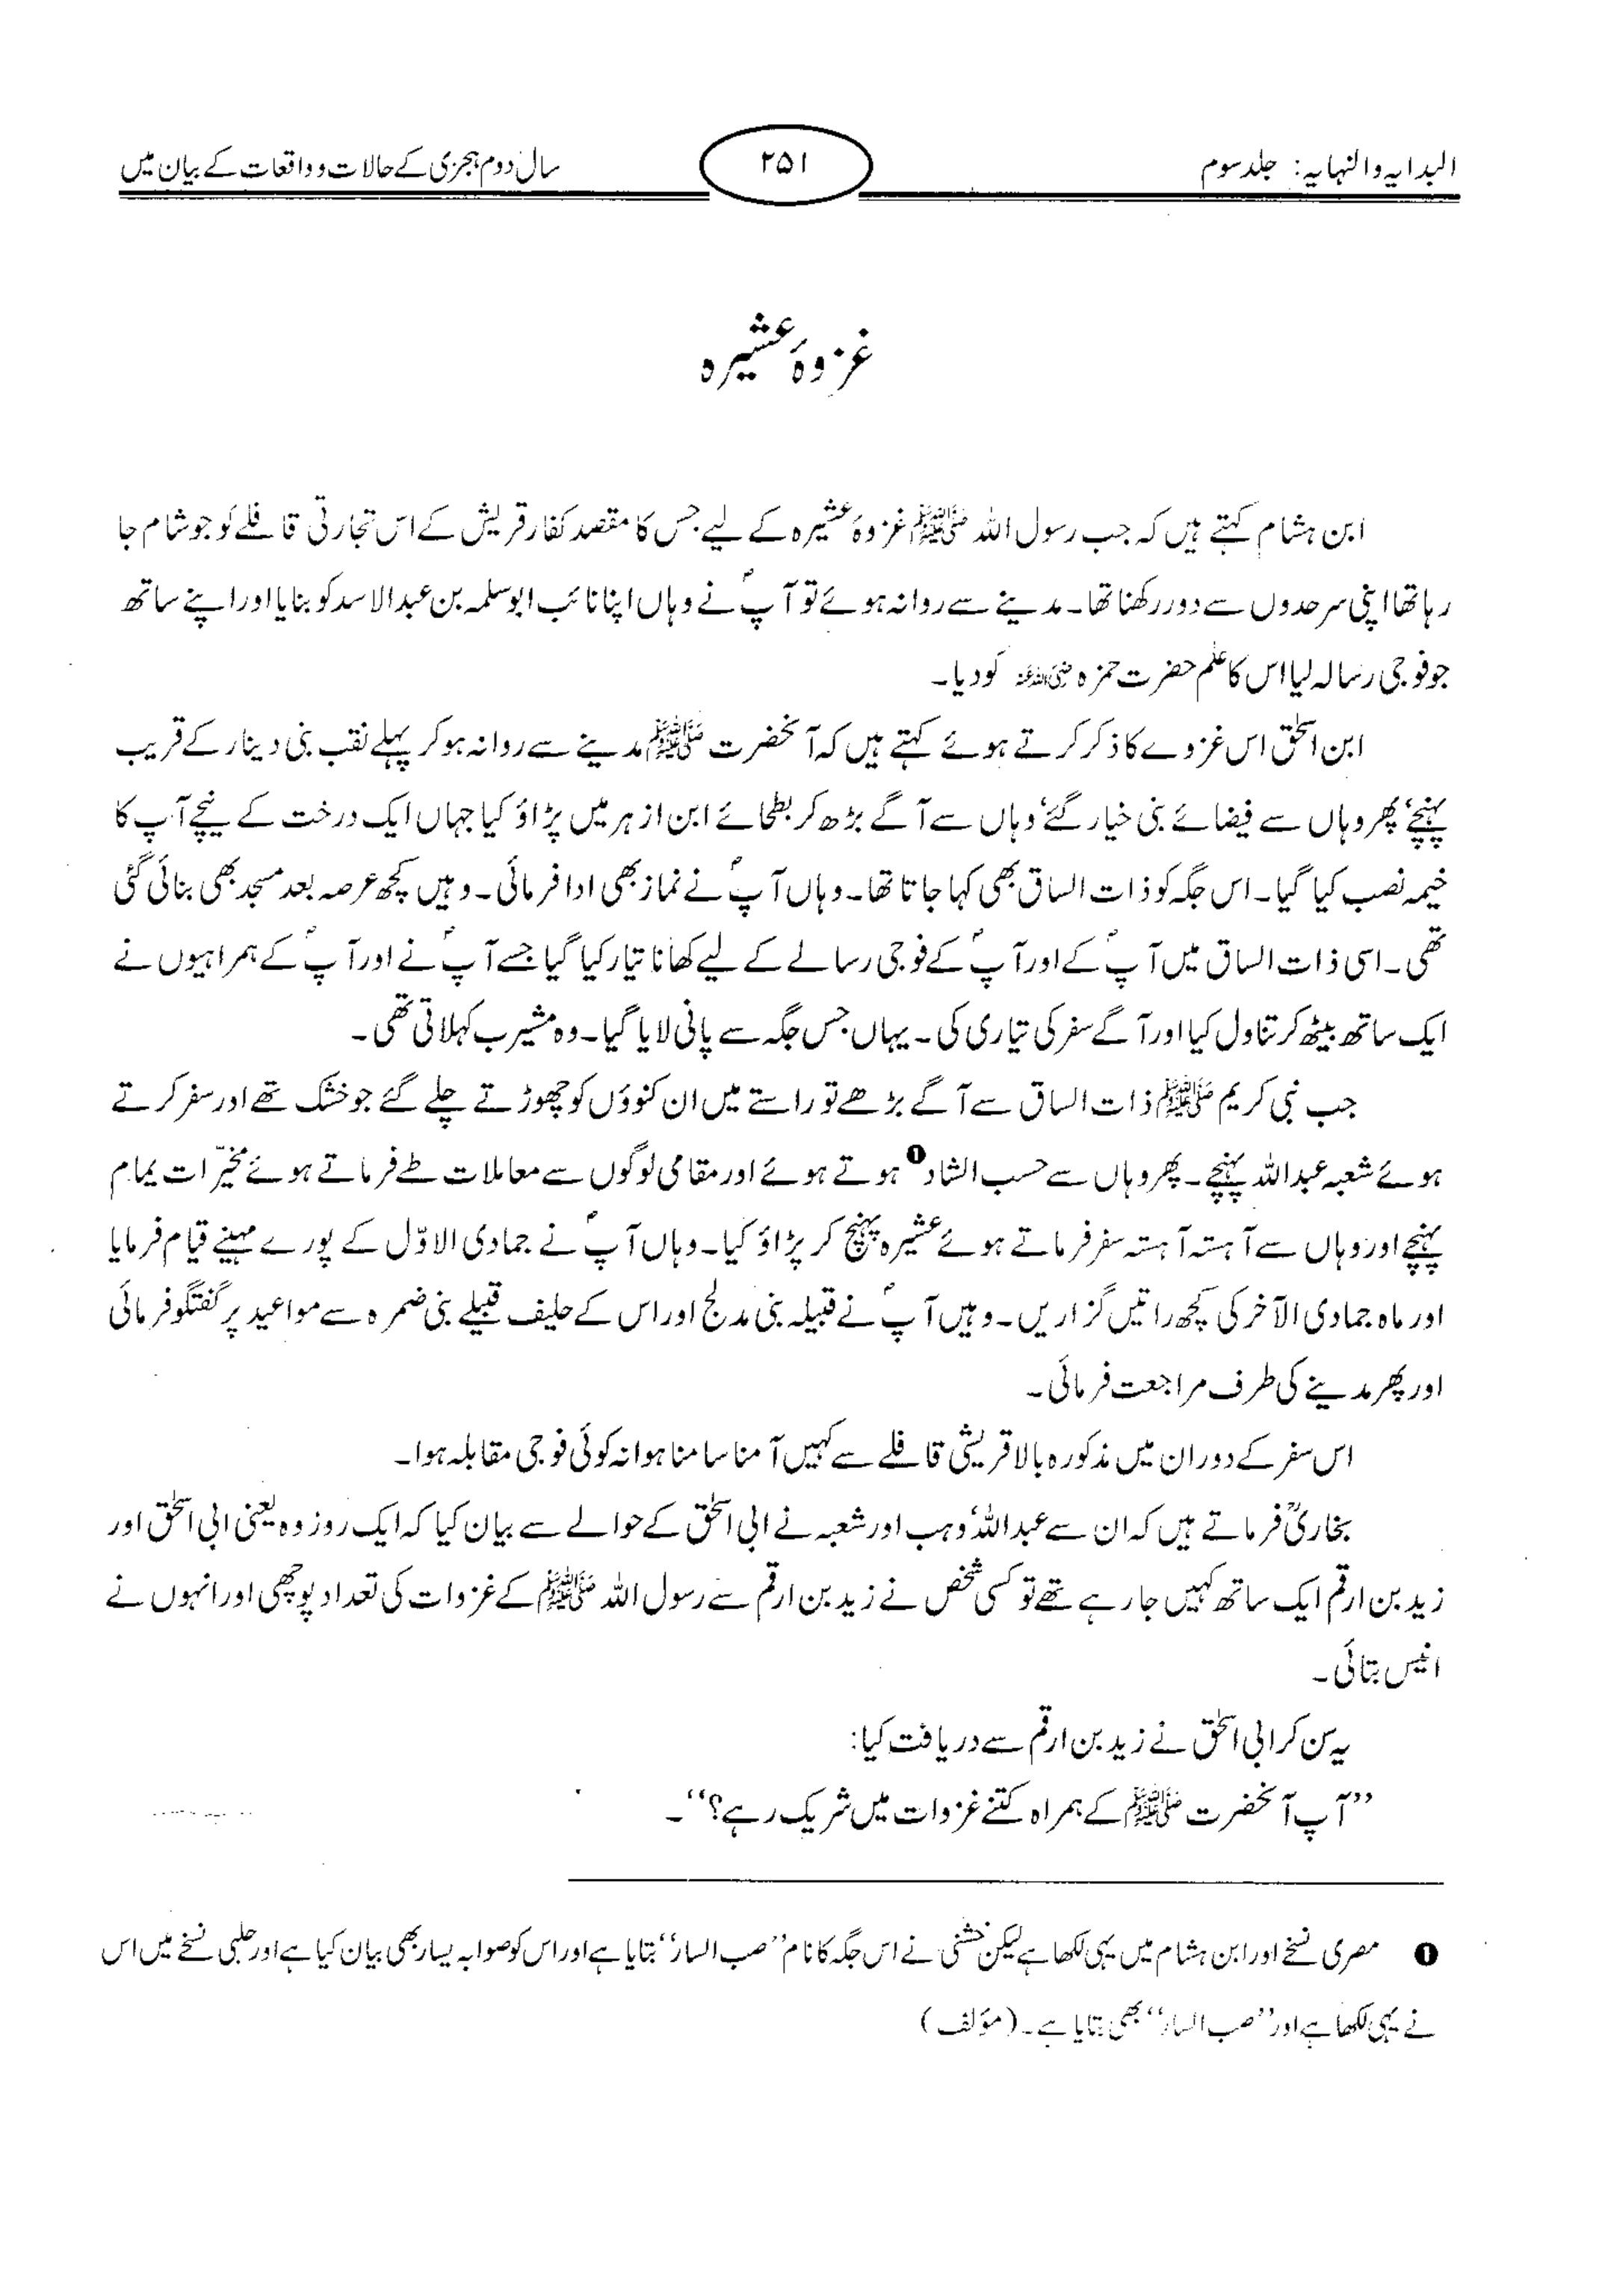 البدایہ والنہایہ: جلد سوم
۲۵۱
سال دوم ہجری کے حالات و واقعات کے بیان میں
غزوۂ عشیرہ
ابن ہشام کہتے ہیں کہ جب رسول اللہ ﷺ غزوۂ عشیرہ کے لیے جس کا مقصد کفار قریش کے اس تجارتی قافلے کو جو شام جا
رہا تھا اپنی سرحدوں سے دور رکھنا تھا۔ مدینے سے روانہ ہوئے تو آپؐ نے وہاں اپنا نائب ابوسلمہ بن عبدالاسد کو بنایا اور اپنے ساتھ
جو فوجی رسالہ لیا اس کا علم حضرت حمزہ رضی اللہ عنہ کو دیا۔
ابن اسحٰق اس غزوے کا ذکر کرتے ہوئے کہتے ہیں کہ آنحضرت ﷺ مدینے سے روانہ ہو کر پہلے نقب بنی دینار کے قریب
پہنچے، پھر وہاں سے فیضائے بنی خیار گئے، وہاں سے آگے بڑھ کر بطحائے ابن ازہر میں پڑاؤ کیا جہاں ایک درخت کے نیچے آپ کا
خیمہ نصب کیا گیا۔ اس جگہ کو ذات الساق بھی کہا جاتا تھا۔ وہاں آپؐ نے نماز بھی ادا فرمائی۔ وہیں کچھ عرصہ بعد مسجد بھی بنائی گئی
تھی۔ اسی ذات الساق میں آپؐ کے اور آپؐ کے فوجی رسالے کے لیے کھانا تیار کیا گیا جسے آپؐ نے اور آپؐ کے ہمراہیوں نے
ایک ساتھ بیٹھ کر تناول کیا اور آگے سفر کی تیاری کی۔ یہاں جس جگہ سے پانی لایا گیا۔ وہ مشیرب کہلاتی تھی۔
جب نبی کریم ﷺ ذات الساق سے آگے بڑھے تو راستے میں ان کنوؤں کو چھوڑتے چلے گئے جو خشک تھے اور سفر کرتے
ہوئے شعبہ عبداللہ پہنچے۔ پھر وہاں سے حسب الشاد❶ ہوتے ہوئے اور مقامی لوگوں سے معاملات طے فرماتے ہوئے مخیّرات یمام
پہنچے اور وہاں سے آہستہ آہستہ سفر فرماتے ہوئے عشیرہ پہنچ کر پڑاؤ کیا۔ وہاں آپؐ نے جمادی الاوّل کے پورے مہینے قیام فرمایا
اور ماہ جمادی الآخر کی کچھ راتیں گزاریں۔ وہیں آپؐ نے قبیلہ بنی مدلج اور اس کے حلیف قبیلے بنی ضمرہ سے مواعید پر گفتگو فرمائی
اور پھر مدینے کی طرف مراجعت فرمائی۔
اس سفر کے دوران میں مذکورہ بالا قریشی قافلے سے کہیں آمنا سامنا ہوا نہ کوئی فوجی مقابلہ ہوا۔
بخاریؒ فرماتے ہیں کہ ان سے عبداللہ، وہب اور شعبہ نے ابی اسحٰق کے حوالے سے بیان کیا کہ ایک روز وہ یعنی ابی اسحٰق اور
زید بن ارقم ایک ساتھ کہیں جا رہے تھے تو کسی شخص نے زید بن ارقم سے رسول اللہ ﷺ کے غزوات کی تعداد پوچھی اور انہوں نے
انیس بتائی۔
یہ سن کر ابی اسحٰق نے زید بن ارقم سے دریافت کیا:
’’آپ آنحضرت ﷺ کے ہمراہ کتنے غزوات میں شریک رہے؟‘‘۔
❶ مصری نسخے اور ابن ہشام میں یہی لکھا ہے لیکن خشنی نے اس جگہ کا نام ’’صب السار‘‘ بتایا ہے اور اس کو صوابہ یسار بھی بیان کیا ہے اور حلبی نسخے میں اس
نے یہی لکھا ہے اور ’’صب السار‘‘ بھی بتایا ہے۔ (مؤلف)